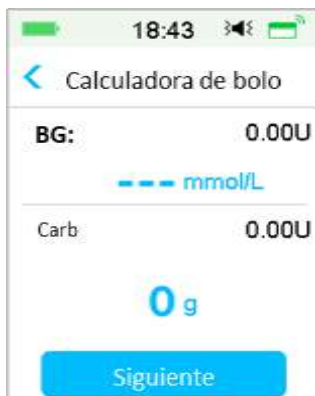 18:43
Calculadora de bolo
BG: 0.00U
--- mmol/L
Carb 0.00U
0 g
Siguiente